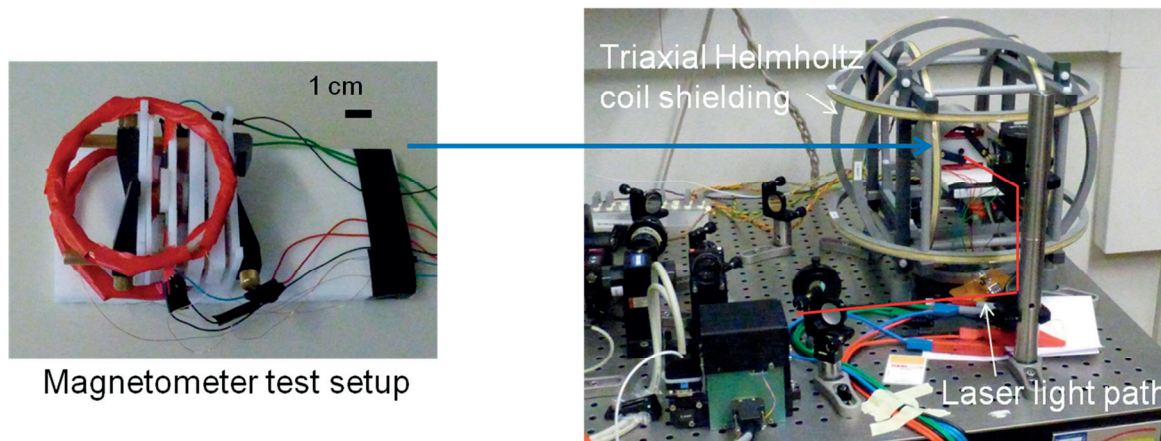 1 cm
Triaxial Helmholtz
coil shielding
Magnetometer test setup
Laser light path